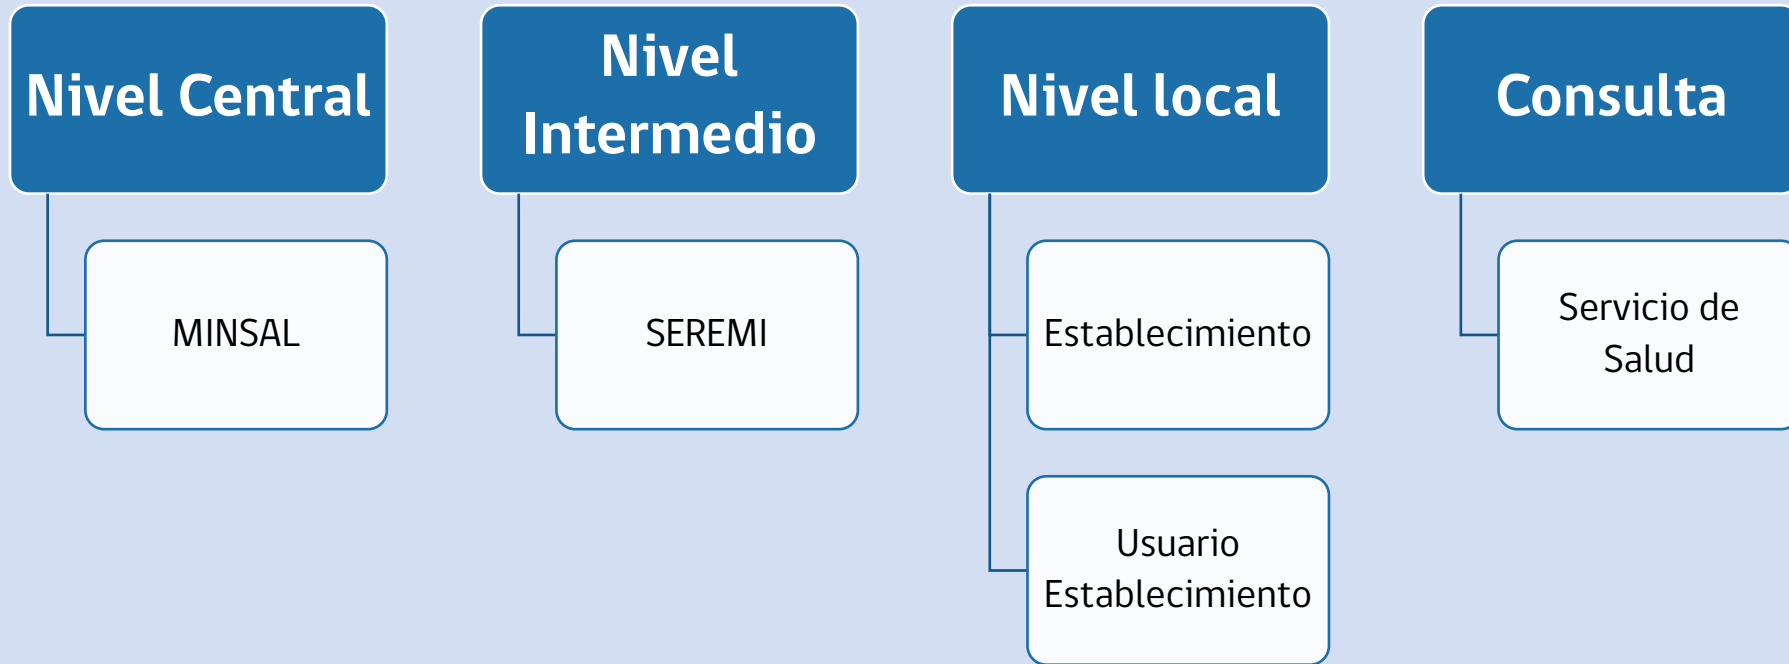 Nivel Central
MINSAL
Nivel
Intermedio
SEREMI
Nivel local
Establecimiento
Usuario
Establecimiento
Consulta
Servicio de
Salud